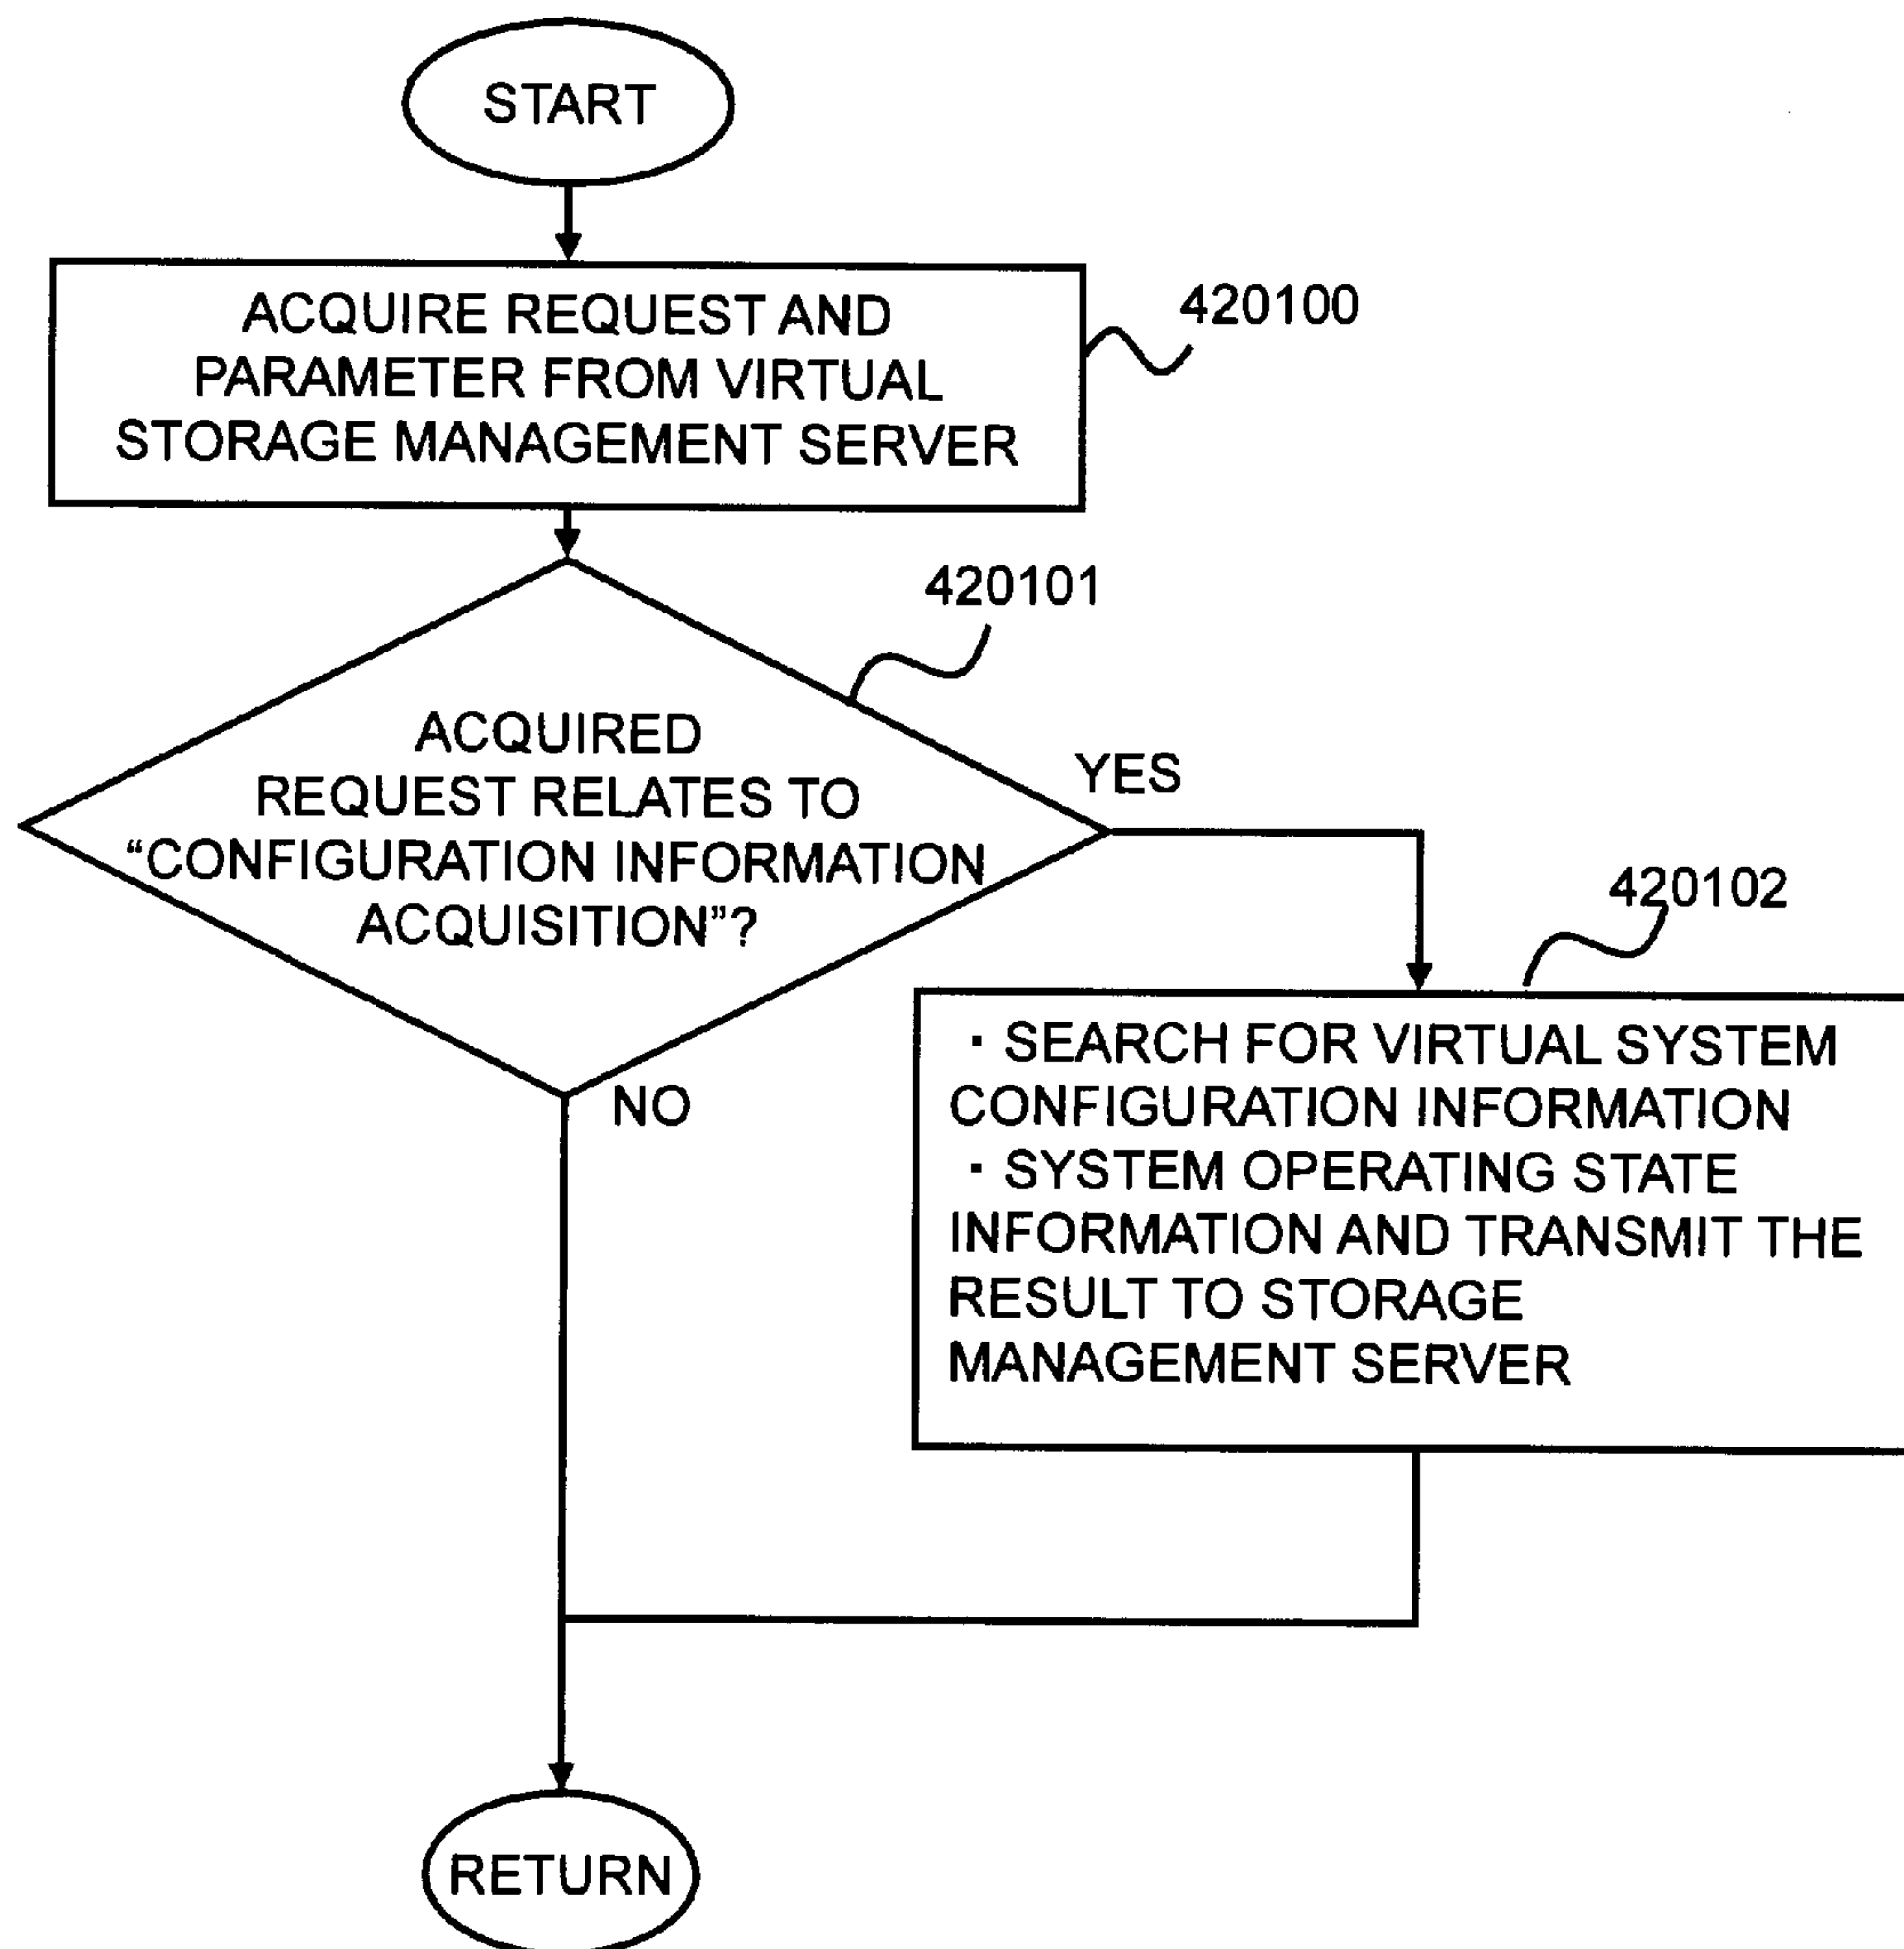 START
ACQUIRE REQUEST AND
PARAMETER FROM VIRTUAL
STORAGE MANAGEMENT SERVER
420100
420101
ACQUIRED
REQUEST RELATES TO
“CONFIGURATION INFORMATION
ACQUISITION”?
YES
NO
420102
· SEARCH FOR VIRTUAL SYSTEM
CONFIGURATION INFORMATION
· SYSTEM OPERATING STATE
INFORMATION AND TRANSMIT THE
RESULT TO STORAGE
MANAGEMENT SERVER
RETURN